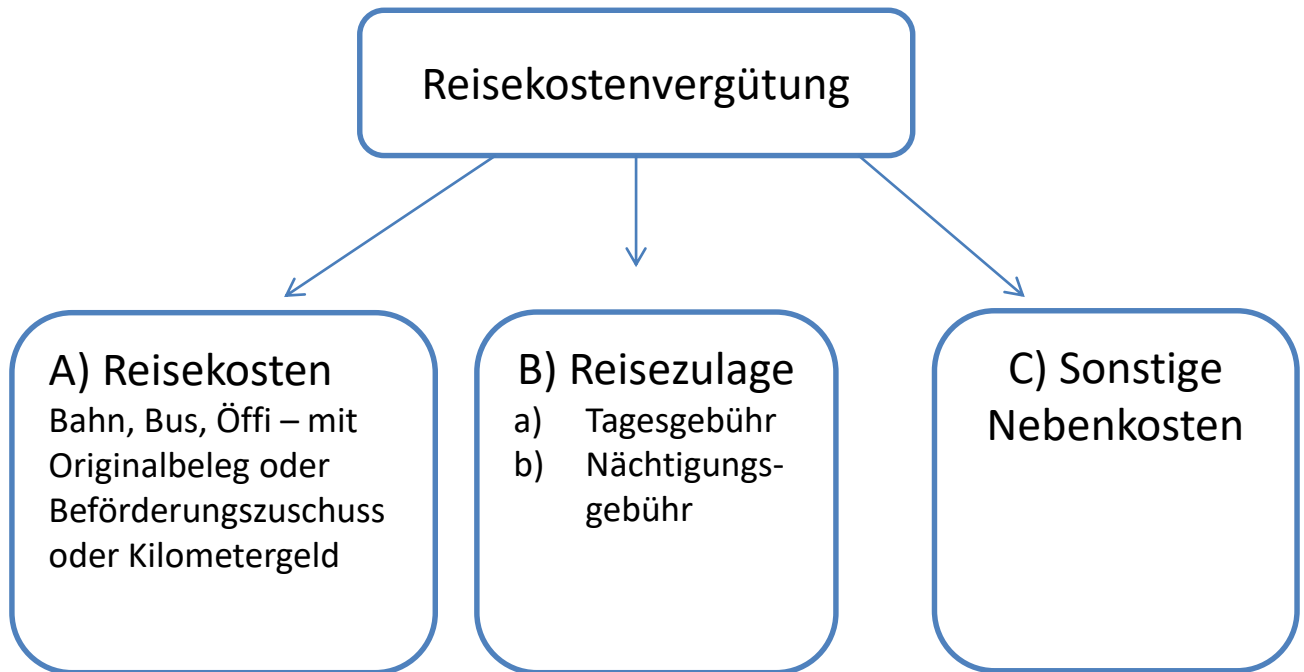 Reisekostenvergütung
A) Reisekosten
Bahn, Bus, Öffi – mit
Originalbeleg oder
Beförderungszuschuss
oder Kilometergeld
B) Reisezulage
a) Tagesgebühr
b) Nächtigungs-
gebühr
C) Sonstige
Nebenkosten